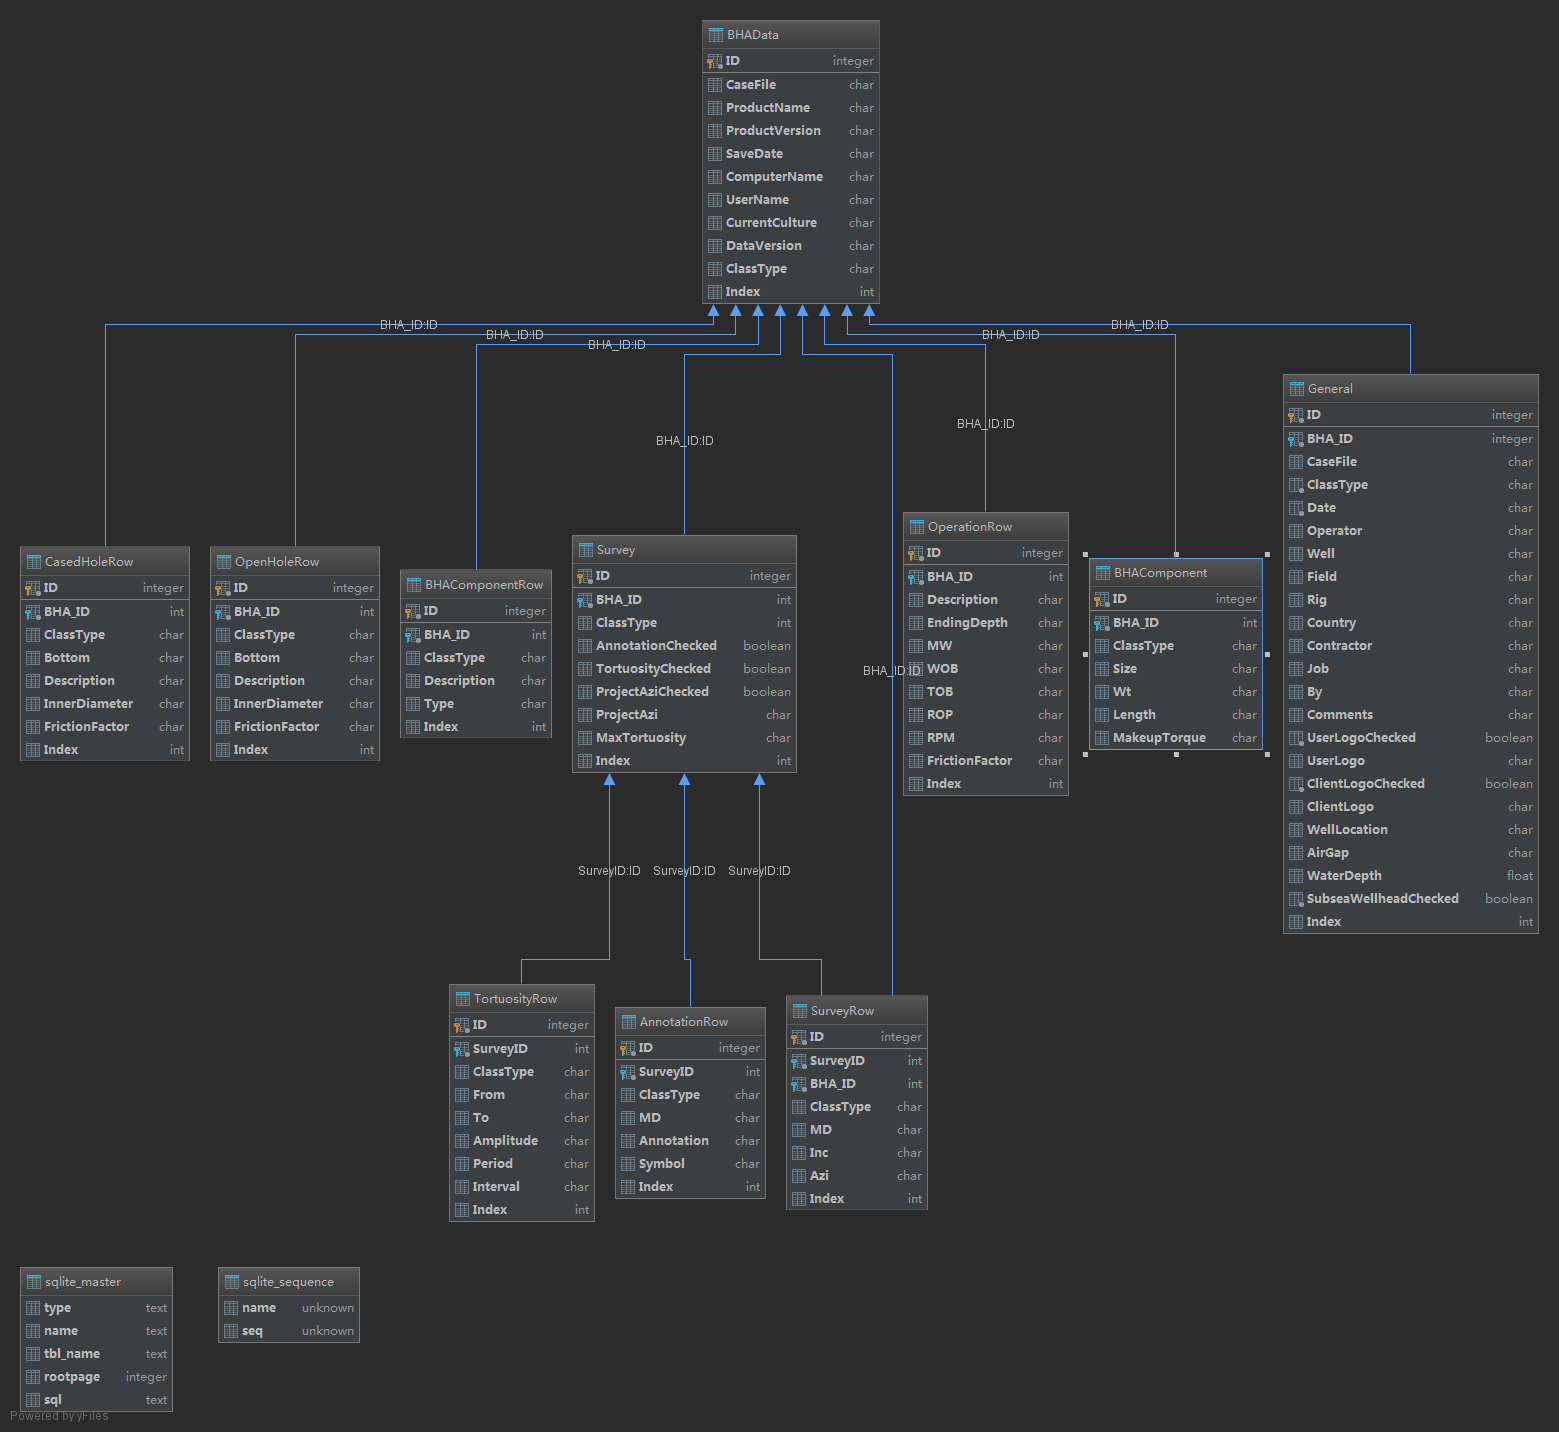 BHAData
ID integer
CaseFile char
ProductName char
ProductVersion char
SaveDate char
ComputerName char
UserName char
CurrentCulture char
DataVersion char
ClassType char
Index int
BHA_ID:ID
BHA_ID:ID
BHA_ID:ID
BHA_ID:ID
BHA_ID:ID
BHA_ID:ID
BHA_ID:ID
BHA_ID:ID
CasedHoleRow
ID integer
BHA_ID int
ClassType char
Bottom char
Description char
InnerDiameter char
FrictionFactor char
Index int
OpenHoleRow
ID integer
BHA_ID int
ClassType char
Bottom char
Description char
InnerDiameter char
FrictionFactor char
Index int
BHAComponentRow
ID integer
BHA_ID int
ClassType char
Description char
Type char
Index int
Survey
ID integer
BHA_ID int
ClassType int
AnnotationChecked boolean
TortuosityChecked boolean
ProjectAziChecked boolean
ProjectAzi char
MaxTortuosity char
Index int
OperationRow
ID integer
BHA_ID int
Description char
EndingDepth char
MW char
WOB char
TOB char
ROP char
RPM char
FrictionFactor char
Index int
BHAComponent
ID integer
BHA_ID int
ClassType char
Size char
Wt char
Length char
MakeupTorque char
General
ID integer
BHA_ID integer
CaseFile char
ClassType char
Date char
Operator char
Well char
Field char
Rig char
Country char
Contractor char
Job char
By char
Comments char
UserLogoChecked boolean
UserLogo char
ClientLogoChecked boolean
ClientLogo char
WellLocation char
AirGap char
WaterDepth float
SubseaWellheadChecked boolean
Index int
SurveyID:ID
SurveyID:ID
SurveyID:ID
TortuosityRow
ID integer
SurveyID int
ClassType char
From char
To char
Amplitude char
Period char
Interval char
Index int
AnnotationRow
ID integer
SurveyID int
ClassType char
MD char
Annotation char
Symbol char
Index int
SurveyRow
ID integer
SurveyID int
BHA_ID int
ClassType char
MD char
Inc char
Azi char
Index int
sqlite_master
type text
name text
tbl_name text
rootpage integer
sql text
sqlite_sequence
name unknown
seq unknown
Powered by yFiles